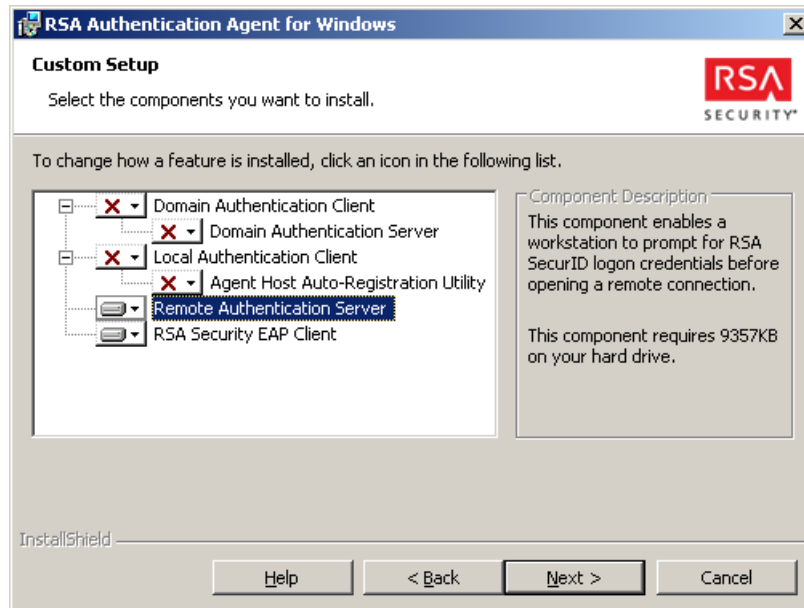 RSA Authentication Agent for Windows
Custom Setup
Select the components you want to install.
RSA
SECURITY®
To change how a feature is installed, click an icon in the following list.
Domain Authentication Client
Domain Authentication Server
Local Authentication Client
Agent Host Auto-Registration Utility
Remote Authentication Server
RSA Security EAP Client
Component Description
This component enables a
workstation to prompt for RSA
SecurID logon credentials before
opening a remote connection.
This component requires 9357KB
on your hard drive.
InstallShield
Help
< Back
Next >
Cancel